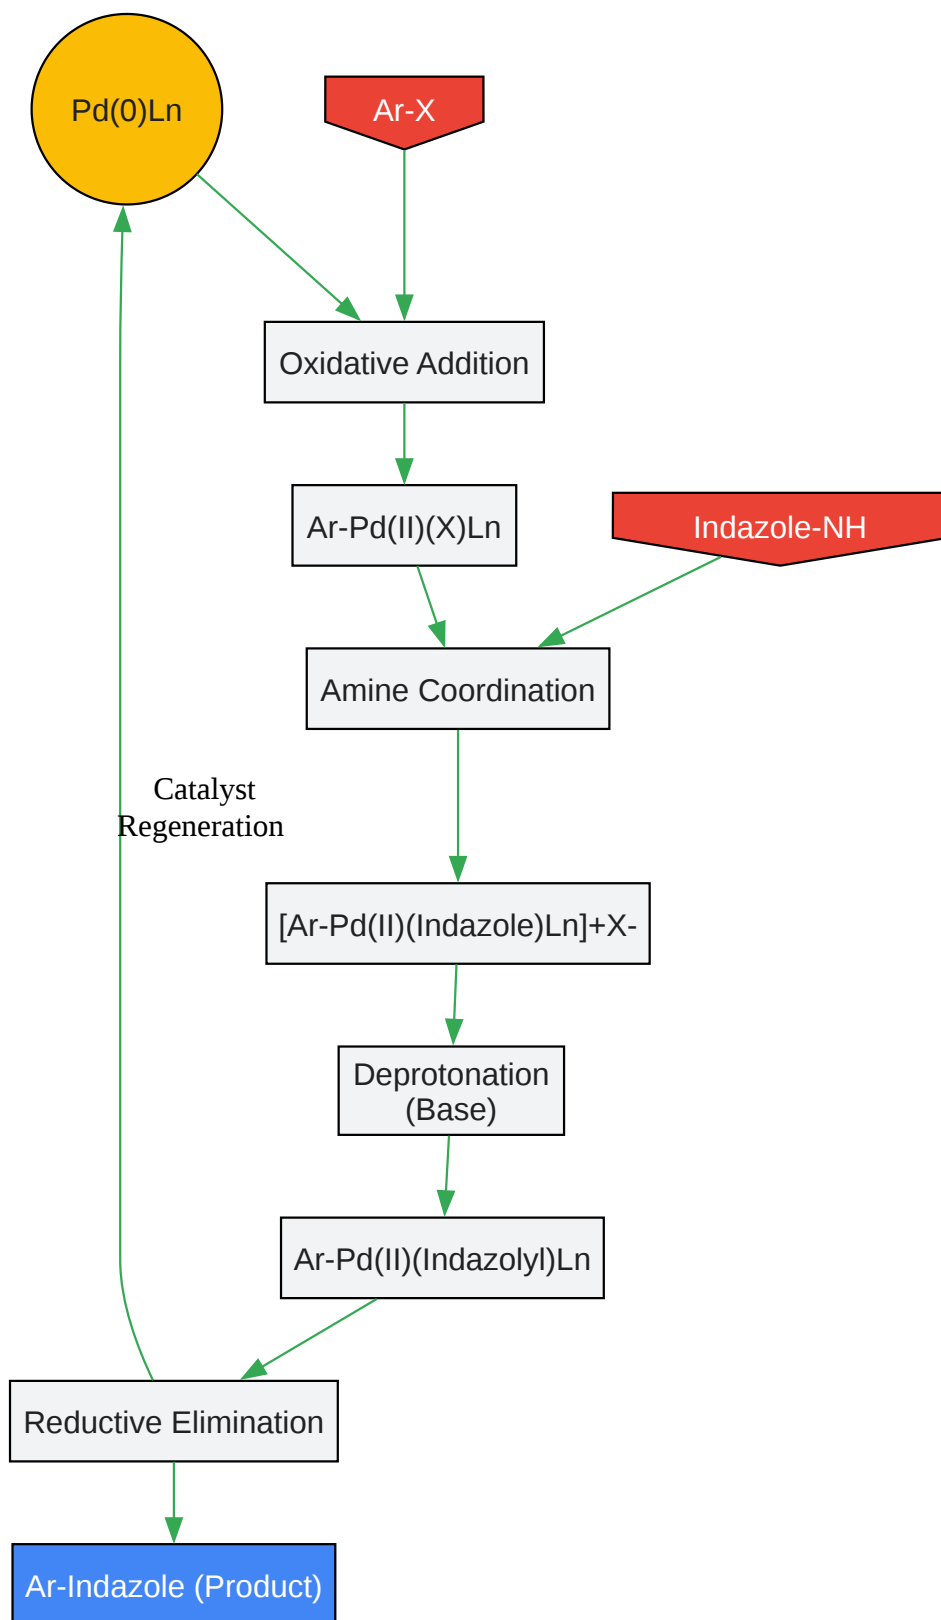 Pd(0)Ln
Ar-X
Oxidative Addition
Ar-Pd(II)(X)Ln
Indazole-NH
Amine Coordination
Catalyst
Regeneration
[Ar-Pd(II)(Indazole)Ln]+X-
Deprotonation
(Base)
Ar-Pd(II)(Indazolyl)Ln
Reductive Elimination
Ar-Indazole (Product)